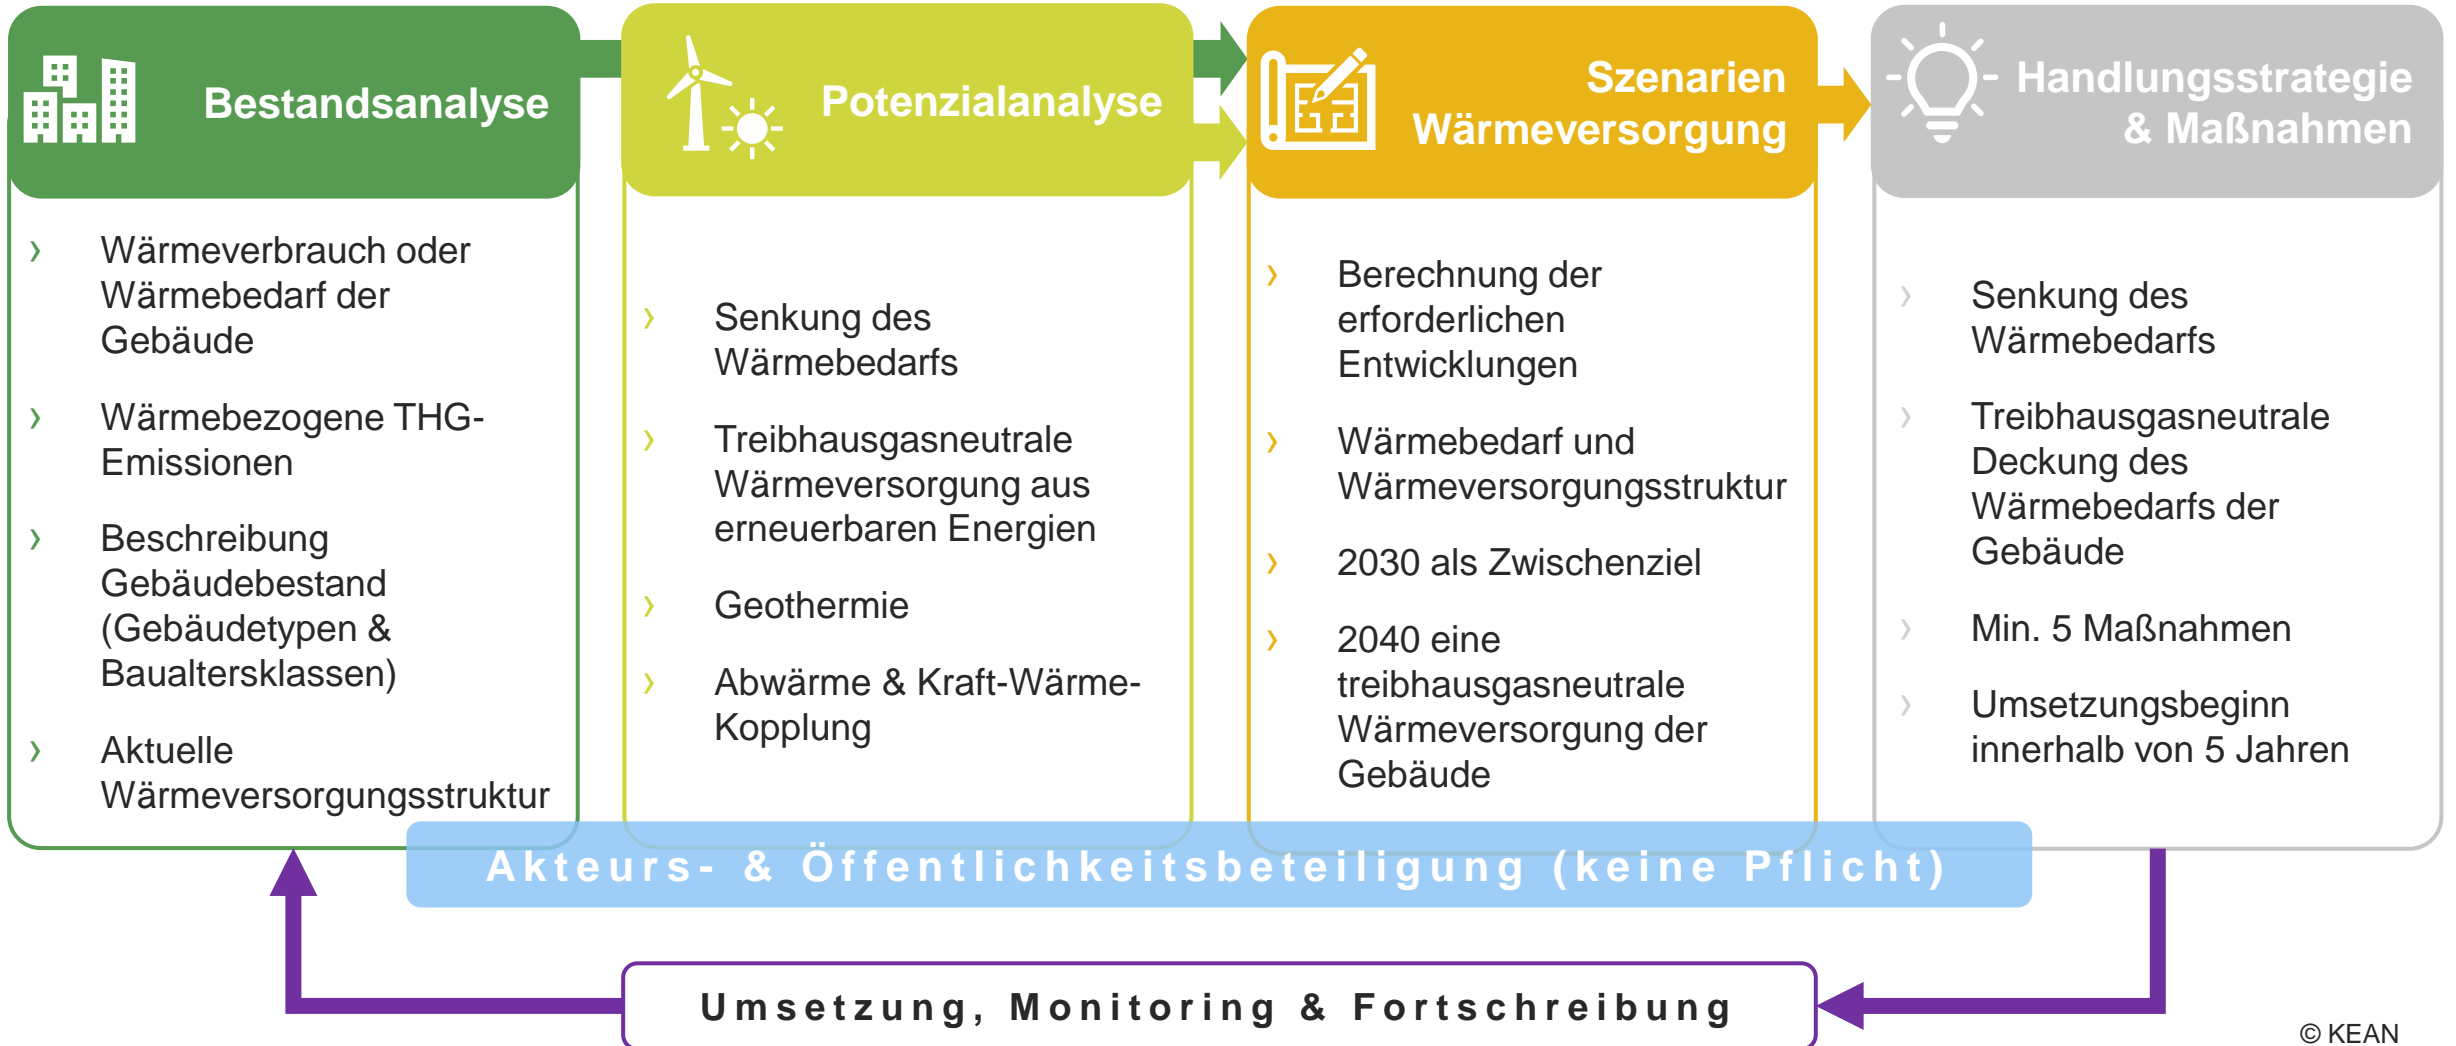 Bestandsanalyse
› Wärmeverbrauch oder
Wärmebedarf der
Gebäude
› Wärmebezogene THG-
Emissionen
› Beschreibung
Gebäudebestand
(Gebäudetypen &
Baualtersklassen)
› Aktuelle
Wärmeversorgungsstruktur
Potenzialanalyse
› Senkung des
Wärmebedarfs
› Treibhausgasneutrale
Wärmeversorgung aus
erneuerbaren Energien
› Geothermie
› Abwärme & Kraft-Wärme-
Kopplung
Szenarien
Wärmeversorgung
› Berechnung der
erforderlichen
Entwicklungen
› Wärmebedarf und
Wärmeversorgungsstruktur
› 2030 als Zwischenziel
› 2040 eine
treibhausgasneutrale
Wärmeversorgung der
Gebäude
Handlungsstrategie
& Maßnahmen
› Senkung des
Wärmebedarfs
› Treibhausgasneutrale
Deckung des
Wärmebedarfs der
Gebäude
› Min. 5 Maßnahmen
› Umsetzungsbeginn
innerhalb von 5 Jahren
Akteurs- & Öffentlichkeitsbeteiligung (keine Pflicht)
Umsetzung, Monitoring & Fortschreibung
© KEAN